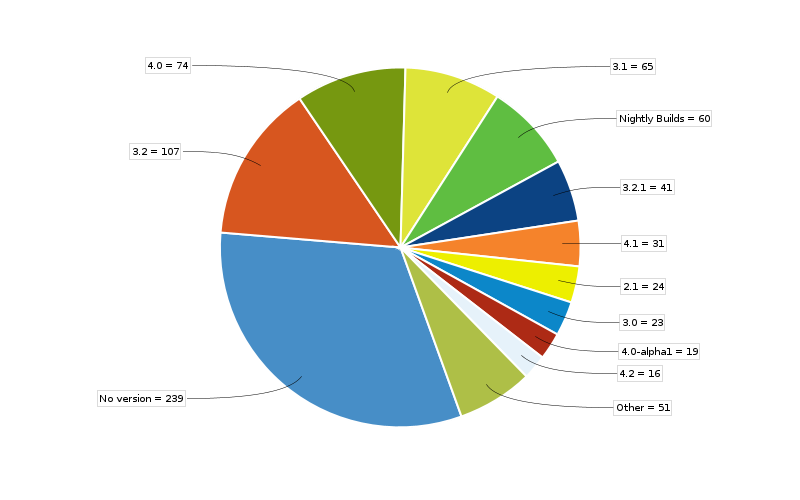 4.0 = 74
3.1 = 65
Nightly Builds = 60
3.2 = 107
3.2.1 = 41
4.1 = 31
2.1 = 24
3.0 = 23
4.0-alpha1 = 19
4.2 = 16
No version = 239
Other = 51